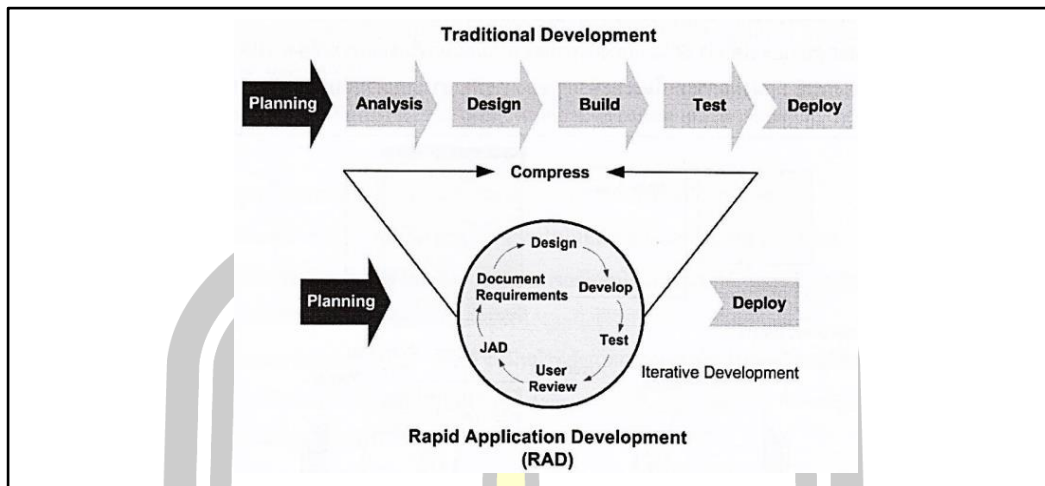 Traditional Development
Planning
Analysis
Design
Build
Test
Deploy
Compress
Planning
Design
Develop
Test
User
Review
JAD
Document
Requirements
Deploy
Iterative Development
Rapid Application Development
(RAD)